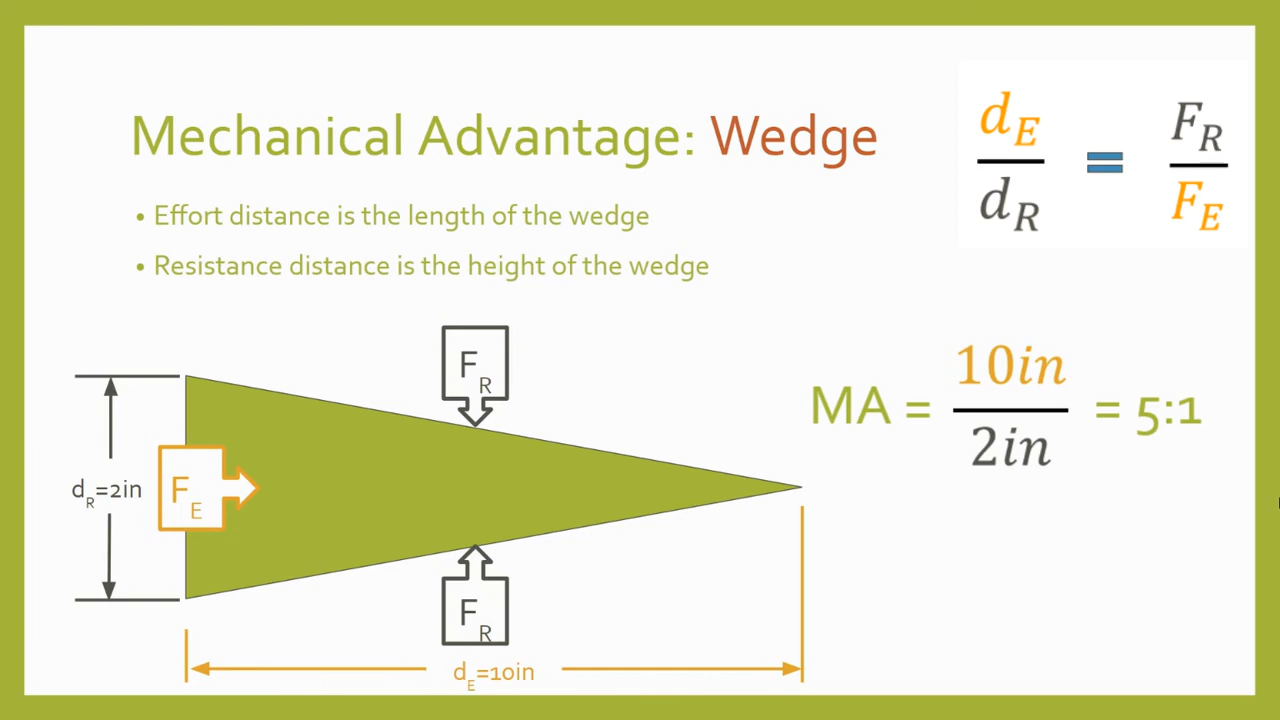 Mechanical Advantage: Wedge
• Effort distance is the length of the wedge
• Resistance distance is the height of the wedge
dE
dR
=
FR
FE
MA = 10in
2in
= 5:1
FR
dR=2in
FE
FR
dE=10in